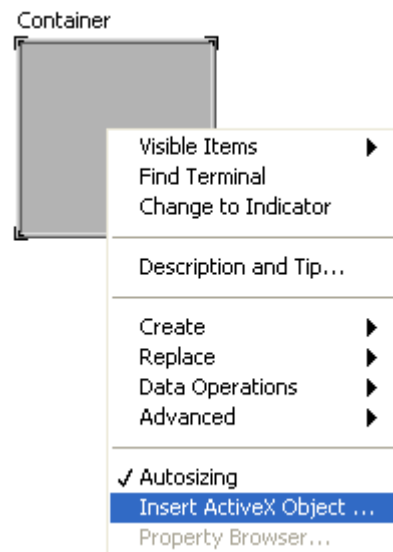 Container
Visible Items
Find Terminal
Change to Indicator
Description and Tip...
Create
Replace
Data Operations
Advanced
✓ Autosizing
Insert ActiveX Object ...
Property Browser...